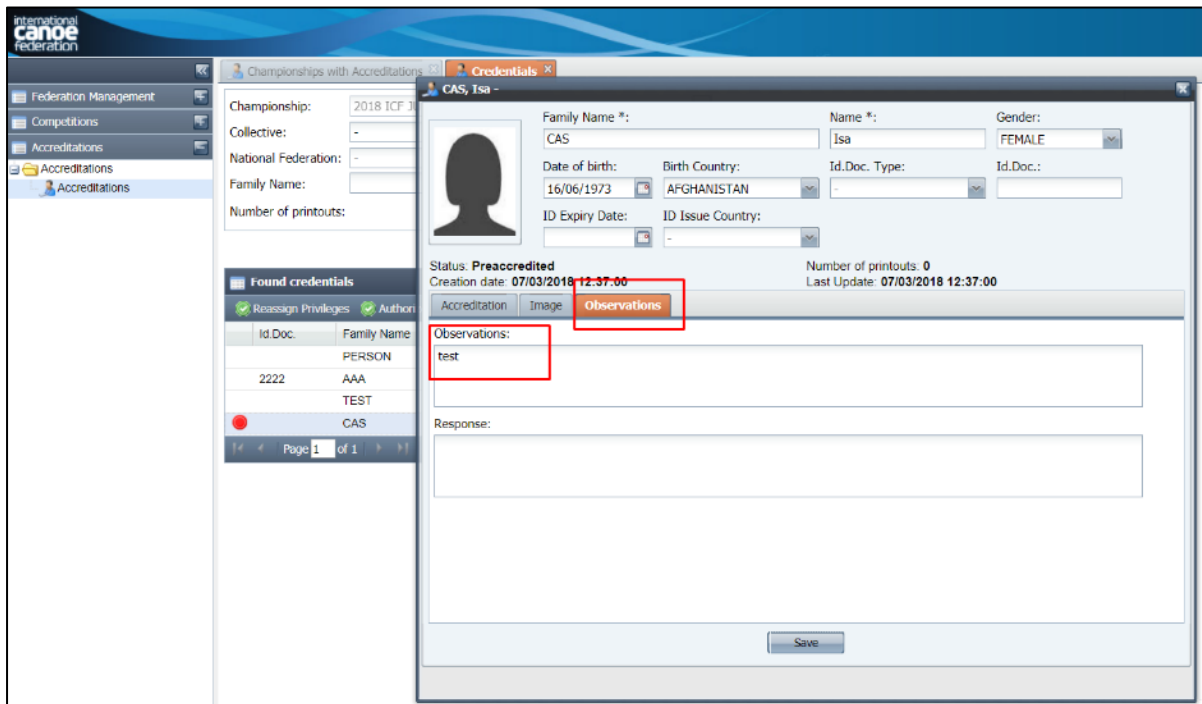 international
canoe
federation
Championships with Accreditations
Credentials
Federation Management
Competitions
Accreditations
Accreditations
Accreditations
Championship:
2018 ICF
Collective:
-
National Federation:
-
Family Name:
Number of printouts:
Found credentials
Reassign Privileges
Id.Doc. Family Name
PERSON
2222 AAA
TEST
CAS
Page 1 of 1
CAS, Isa -
Family Name *: Name *: Gender:
CAS Isa FEMALE
Date of birth: Birth Country: Id.Doc. Type: Id.Doc.:
16/06/1973 AFGHANISTAN -
ID Expiry Date: ID Issue Country:
-
Status: Preaccredited Number of printouts: 0
Creation date: 07/03/2018 12:37:00 Last Update: 07/03/2018 12:37:00
Accreditation Image Observations
Observations:
test
Response:
Save